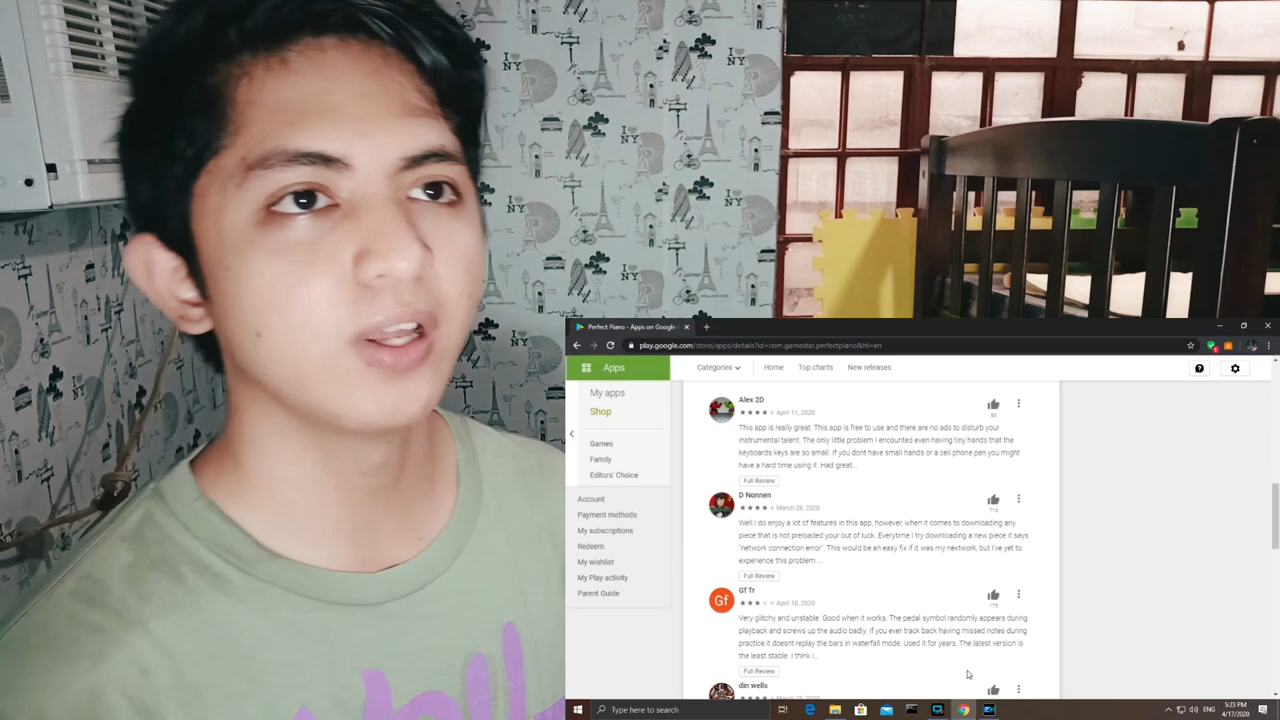 I ♥ NY
j'aime
I ♥ NY
I ♥ NY
I ♥ NY
Perfect Piano - Apps on Google
play.google.com/store/apps/details?id=com.gamestar.perfectpiano&hl=en
Apps
Categories
Home
Top charts
New releases
My apps
Shop
Games
Family
Editors' Choice
Account
Payment methods
My subscriptions
Redeem
My wishlist
My Play activity
Parent Guide
Alex 2D
April 11, 2020
This app is really great. This app is free to use and there are no ads to disturb your
instrumental talent. The only little problem I encountered even having tiny hands that the
keyboards keys are so small. If you dont have small hands or a cell phone pen you might
have a hard time using it. Had great...
Full Review
D Nonnen
March 28, 2020
Well I do enjoy a lot of features in this app, however, when it comes to downloading any
piece that is not preloaded your out of luck. Everytime I try downloading a new piece it says
"network connection error". This would be an easy fix if it was my nextwork, but I've yet to
experience this problem ...
Full Review
Gf
Gf Tr
April 10, 2020
Very glitchy and unstable. Good when it works. The pedal symbol randomly appears during
playback and screws up the audio badly. If you ever track back having missed notes during
practice it doesnt replay the bars in waterfall mode. Used it for years. The latest version is
the least stable. I think i...
Full Review
din wells
Type here to search
ENG
5:23 PM
4/17/2020